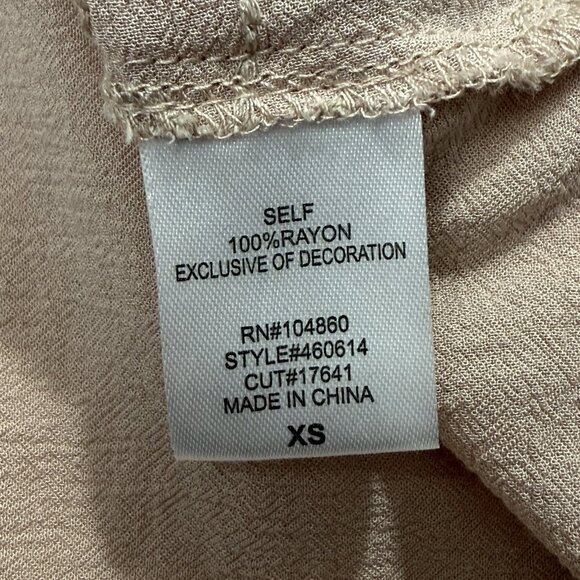 SELF
100%RAYON
EXCLUSIVE OF DECORATION
RN#104860
STYLE#460614
CUT#17641
MADE IN CHINA
XS